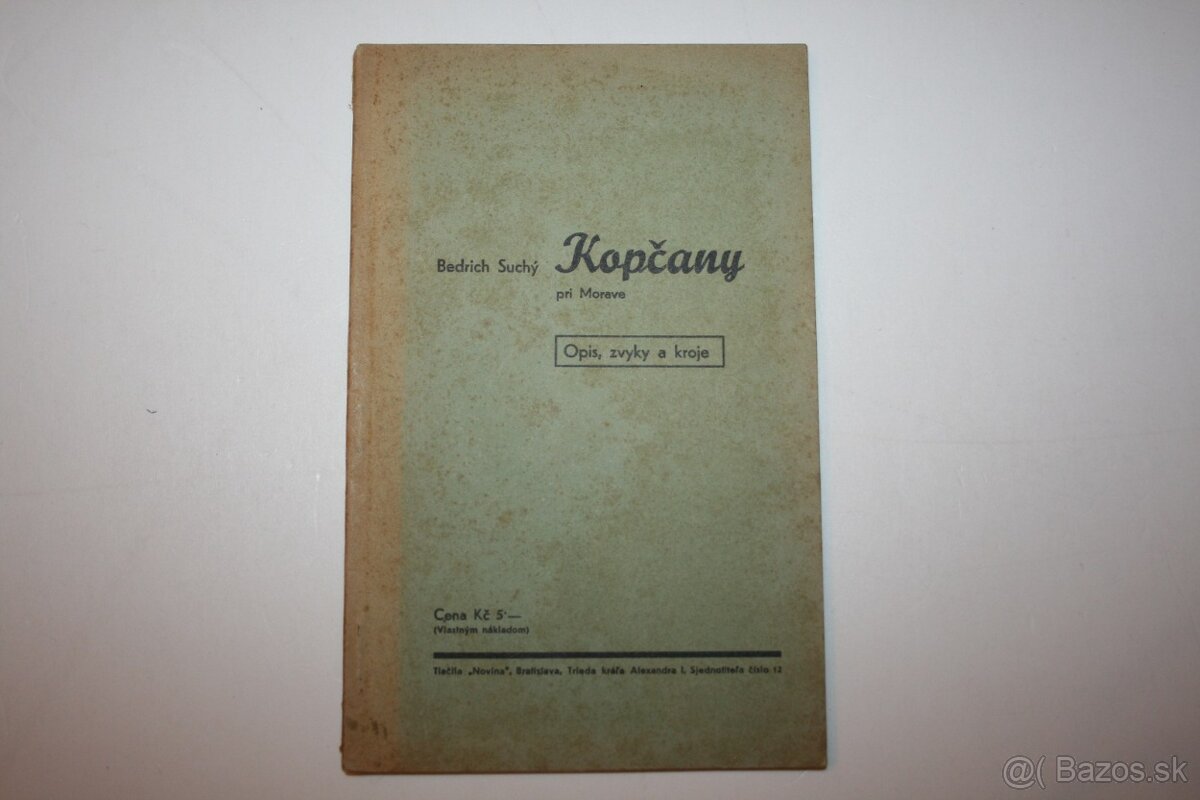 Bedrich Suchý Kopčany
pri Morave
Opis, zvyky a kroje
Cena Kč 5·—
(Vlastným nákladom)
Tlačila „Novina", Bratislava, Trieda kráľa Alexandra I. Sjednotiteľa číslo 12
@( Bazos.sk